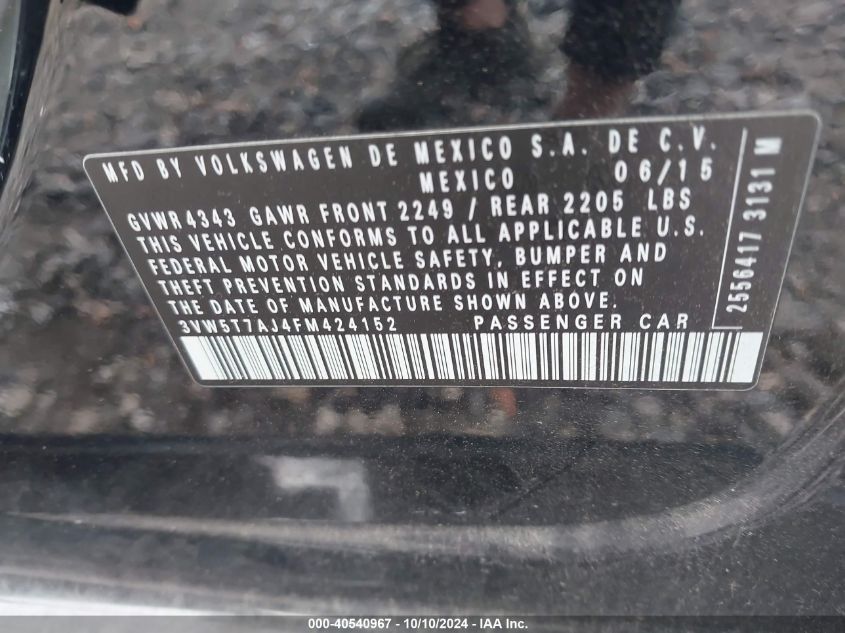 MFD BY VOLKSWAGEN DE MEXICO S.A. DE C.V.
MEXICO 06/15
GVWR 4343 GAWR FRONT 2249 / REAR 2205 LBS
THIS VEHICLE CONFORMS TO ALL APPLICABLE U.S.
FEDERAL MOTOR VEHICLE SAFETY, BUMPER AND
THEFT PREVENTION STANDARDS IN EFFECT ON
THE DATE OF MANUFACTURE SHOWN ABOVE.
3VW5T7AJ4FM424152 PASSENGER CAR
2556417 3131 M
000-40540967 - 10/10/2024 - IAA Inc.